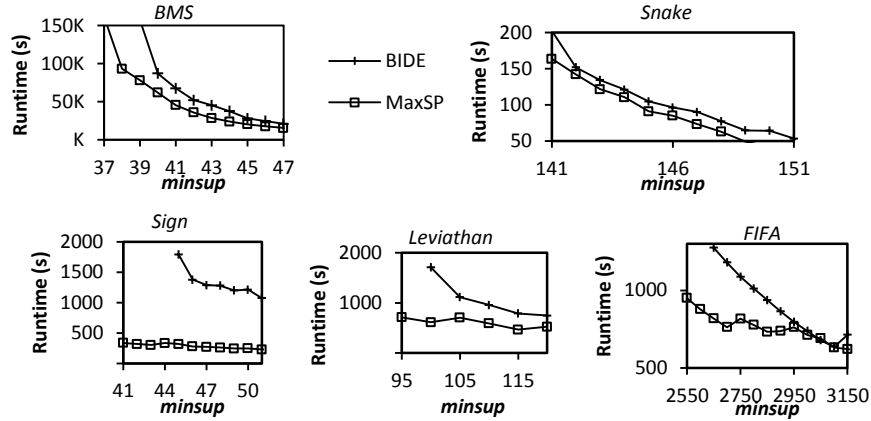 BMS
Runtime (s)
150K
100K
50K
K
37 39 41 43 45 47
minsup
BIDE
MaxSP
Snake
Runtime (s)
200
150
100
50
141 146 151
minsup
Sign
Runtime (s)
2000
1500
1000
500
41 44 47 50
minsup
Leviathan
Runtime (s)
2000
1000
95 105 115
minsup
FIFA
Runtime (s)
1000
500
2550 2750 2950 3150
minsup